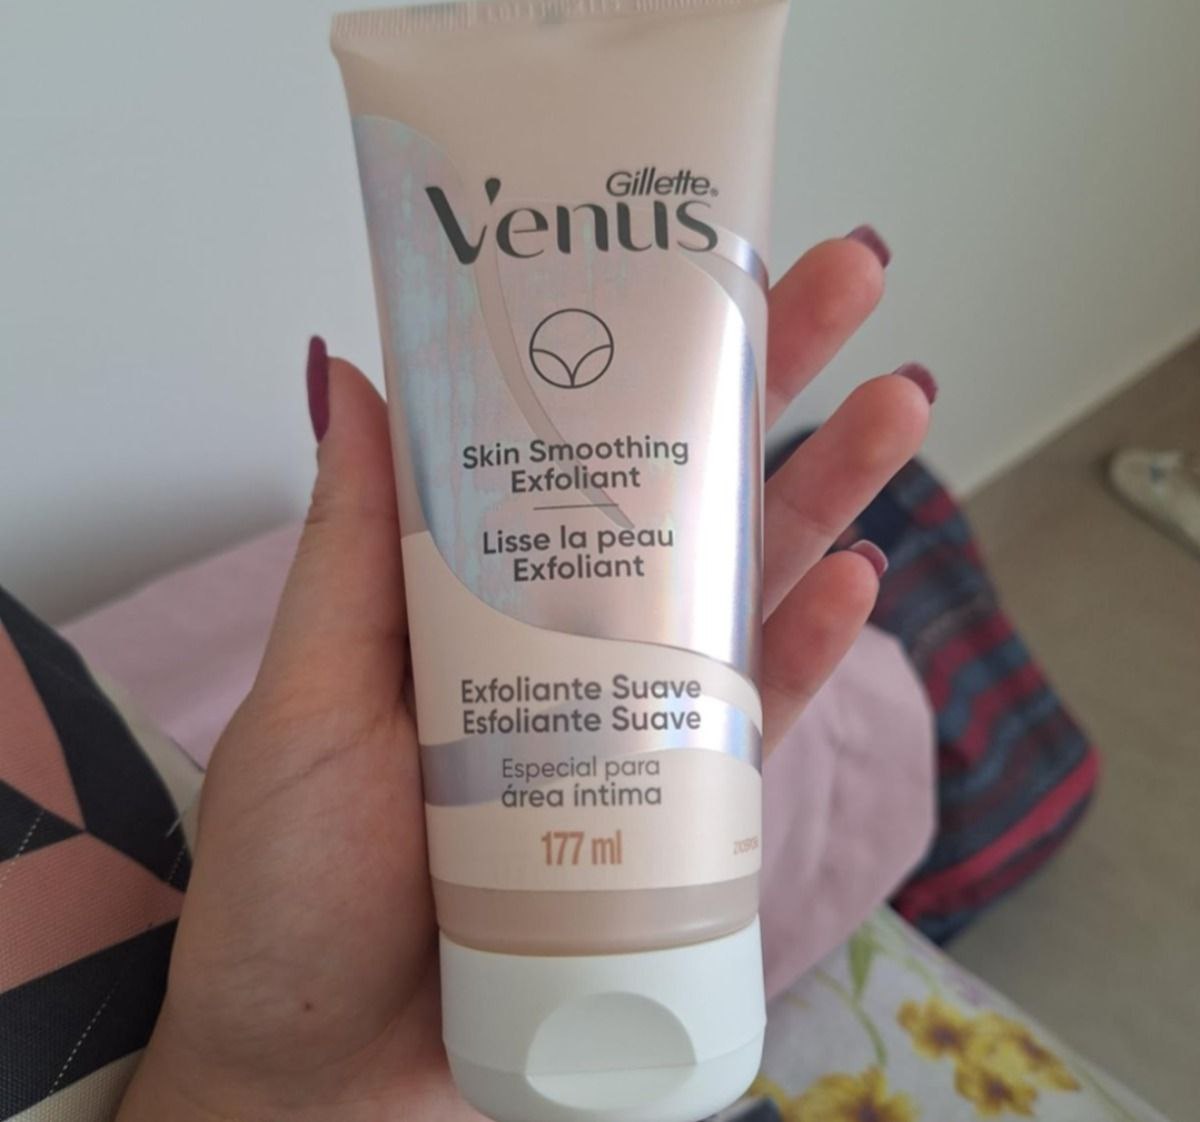 Gillette
Venus
Skin Smoothing
Exfoliant
Lisse la peau
Exfoliant
Exfoliante Suave
Esfoliante Suave
Especial para
área íntima
177 ml